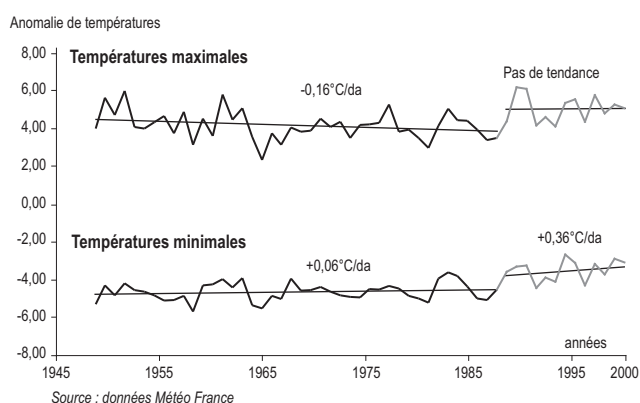 Anomalie de températures
8,00
Températures maximales
6,00
-0,16°C/da
Pas de tendance
4,00
2,00
0,00
-2,00
Températures minimales
+0,06°C/da
+0,36°C/da
-4,00
-6,00
années
-8,00
1945 1955 1965 1975 1985 1995 2000
Source : données Météo France